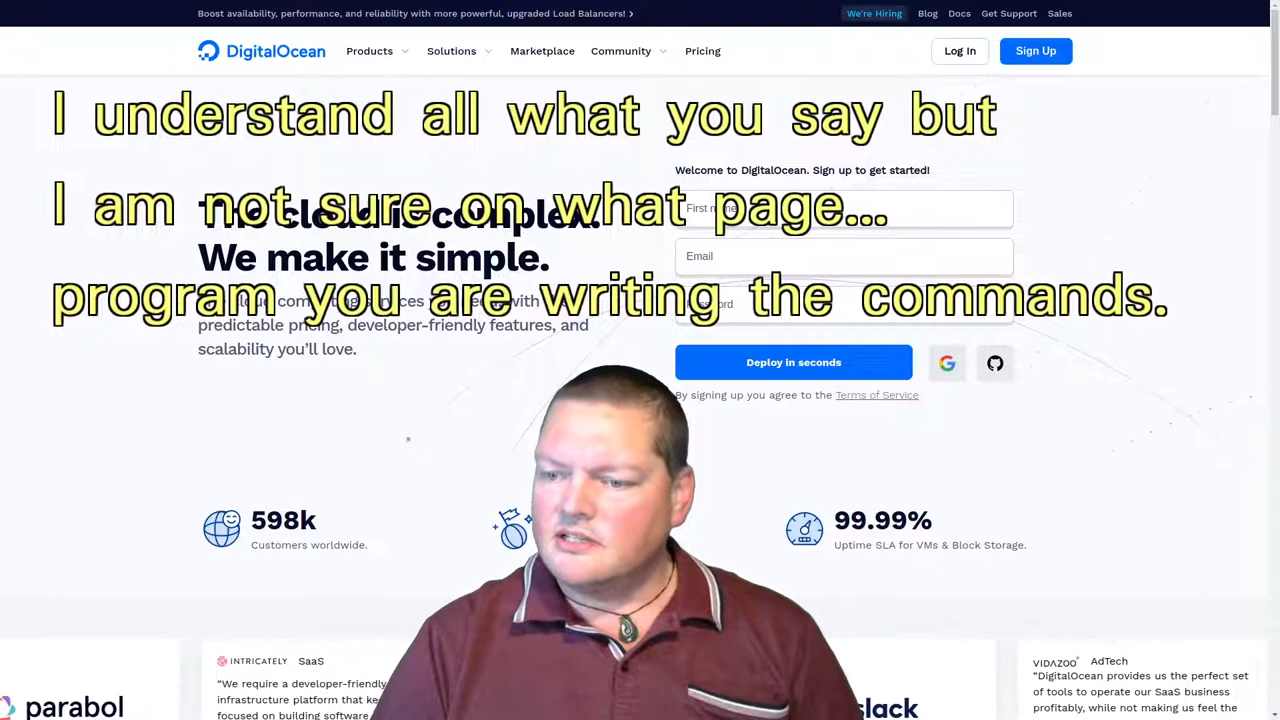 Boost availability, performance, and reliability with more powerful, upgraded Load Balancers!
We're Hiring Blog Docs Get Support Sales
DigitalOcean Products Solutions Marketplace Community Pricing Log In Sign Up
I understand all what you say but
I am not sure on what page...
program you are writing the commands.
The cloud is complex.
We make it simple.
predictable pricing, developer-friendly features, and
scalability you'll love.
Welcome to DigitalOcean. Sign up to get started!
First name
Email
Deploy in seconds
By signing up you agree to the Terms of Service
598k
Customers worldwide.
99.99%
Uptime SLA for VMs & Block Storage.
parabol
INTRICATELY SaaS
“We require a developer-friendly
infrastructure platform that
focused on building software
slack
VIDAZOO AdTech
“DigitalOcean provides us the perfect set
of tools to operate our SaaS business
profitably, while not making us feel the